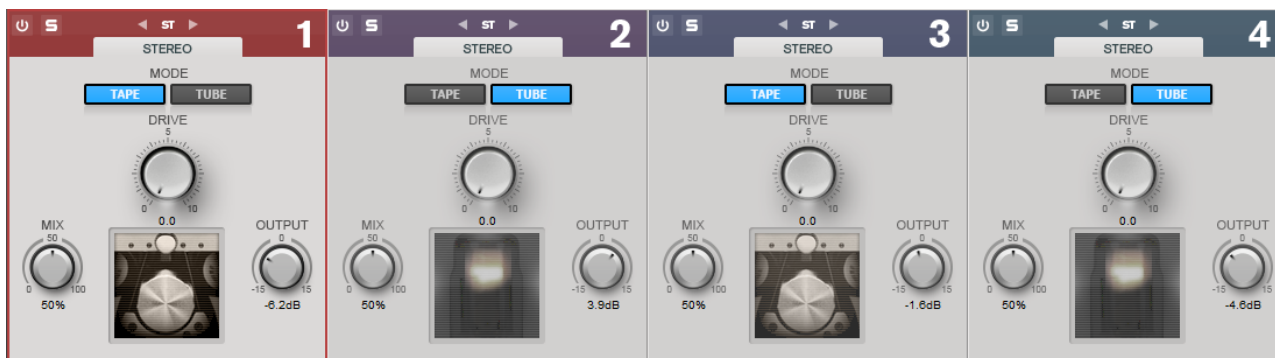 S ◀ ST ▶ 1 S ◀ ST ▶ 2 S ◀ ST ▶ 3 S ◀ ST ▶ 4
STEREO STEREO STEREO STEREO
MODE MODE MODE MODE
TAPE TUBE TAPE TUBE TAPE TUBE TAPE TUBE
DRIVE DRIVE DRIVE DRIVE
5 5 5 5
0 10 0 10 0 10 0 10
MIX 0.0 OUTPUT MIX 0.0 OUTPUT MIX 0.0 OUTPUT MIX 0.0 OUTPUT
50 0 50 0 50 0 50 0
0 100 -15 15 0 100 -15 15 0 100 -15 15 0 100 -15 15
50% -6.2dB 50% 3.9dB 50% -1.6dB 50% -4.6dB